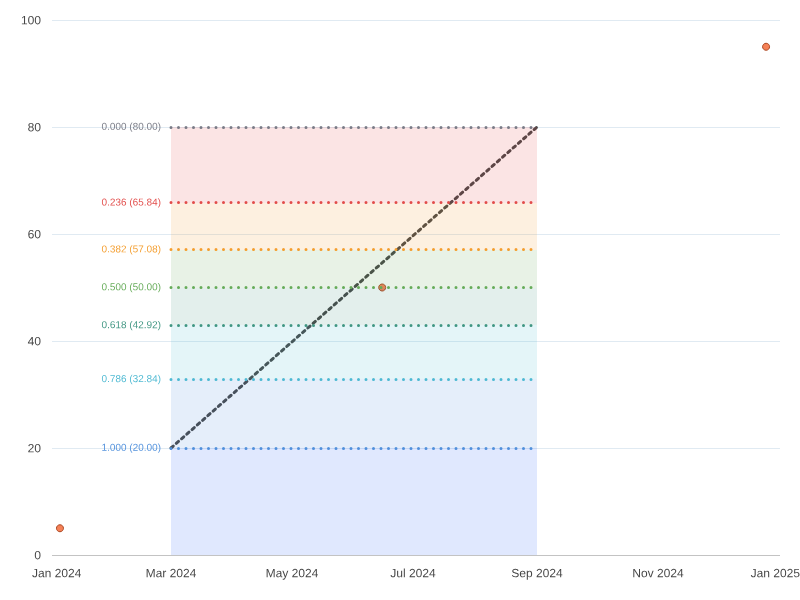 100
80
60
40
20
0
0.000 (80.00)
0.236 (65.84)
0.382 (57.08)
0.500 (50.00)
0.618 (42.92)
0.786 (32.84)
1.000 (20.00)
Jan 2024
Mar 2024
May 2024
Jul 2024
Sep 2024
Nov 2024
Jan 2025